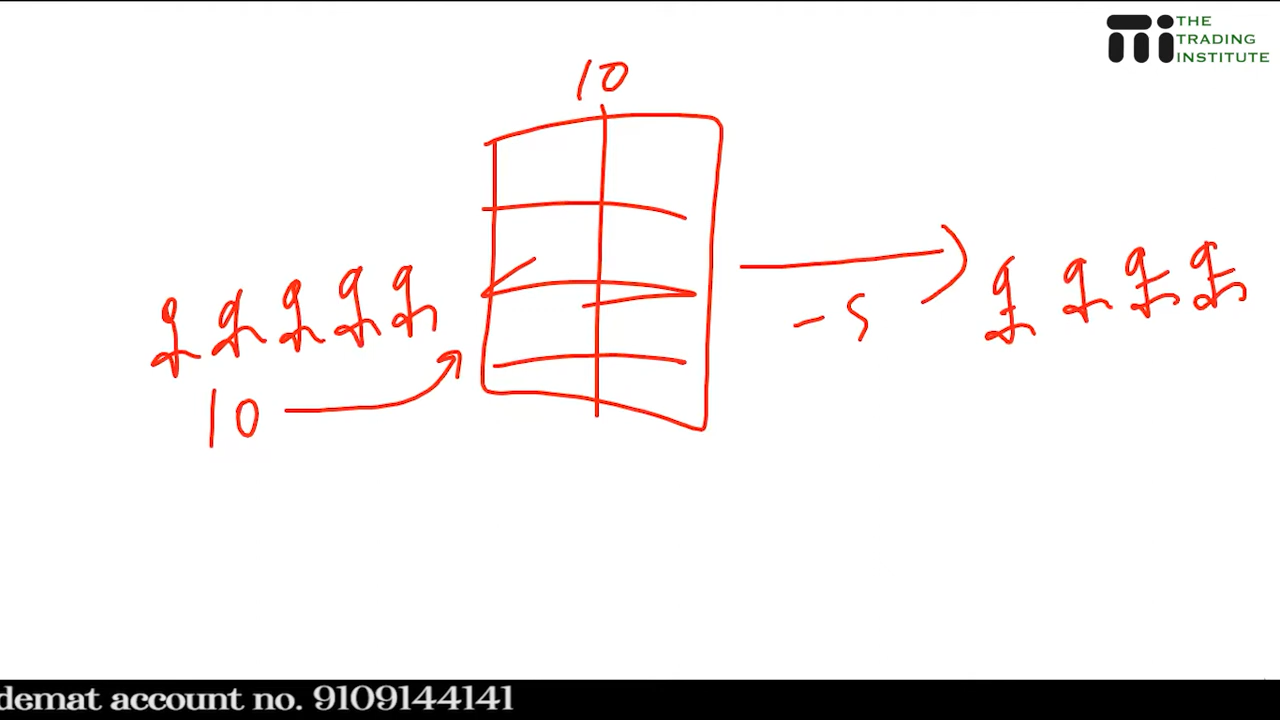 THE
TRADING
INSTITUTE
10
-5
10
demat account no. 9109144141